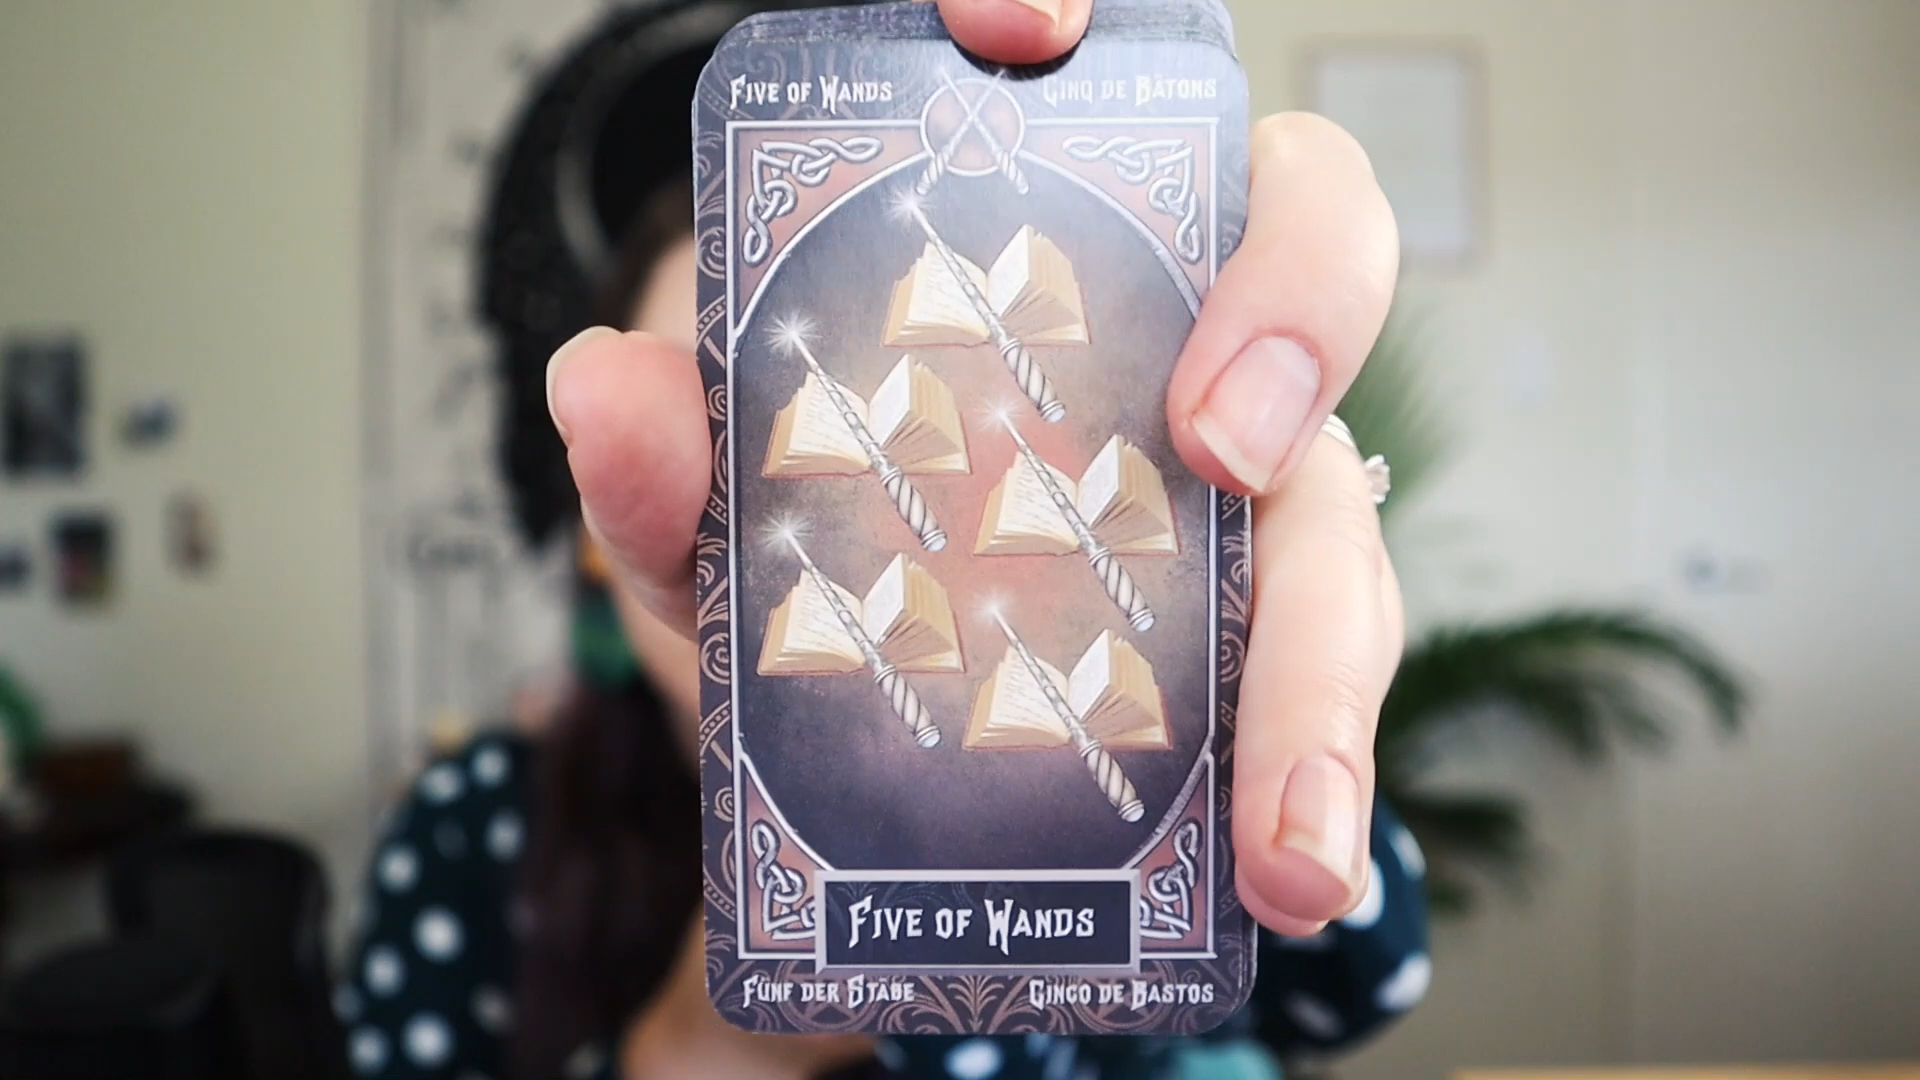 Five of Wands
Cinq de Bâtons
Five of Wands
Fünf der Stäbe
Cinco de Bastos